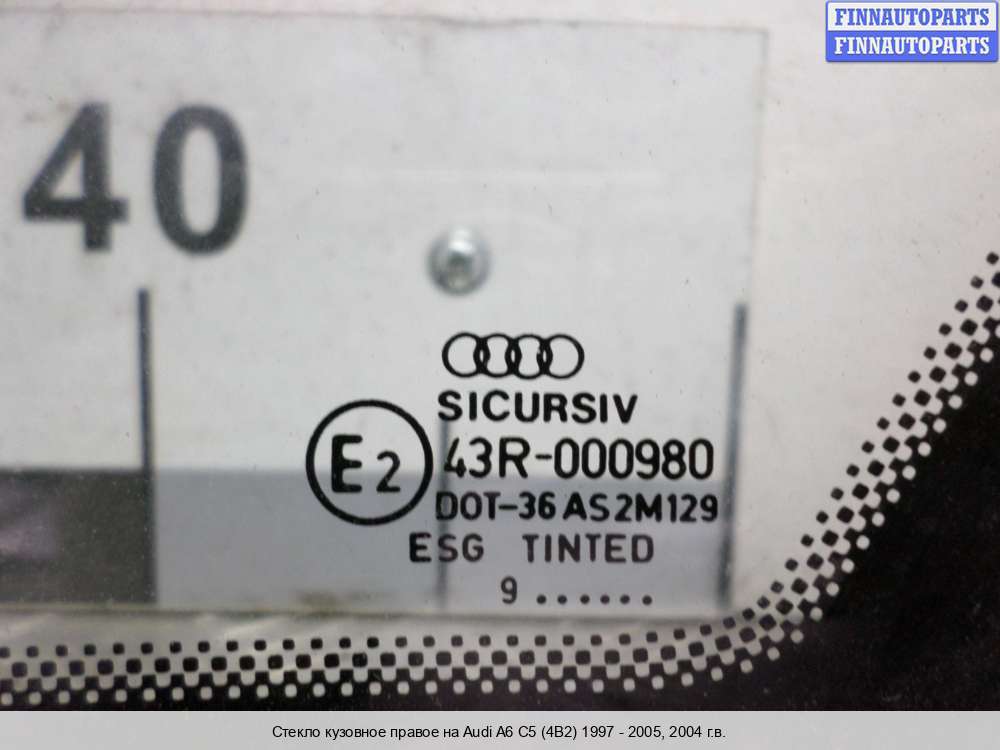 FINNAUTOPARTS
FINNAUTOPARTS
40
SICURSIV
E2
43R-000980
DOT-36 AS2M129
ESG TINTED
9......
Стекло кузовное правое на Audi A6 C5 (4B2) 1997 - 2005, 2004 г.в.